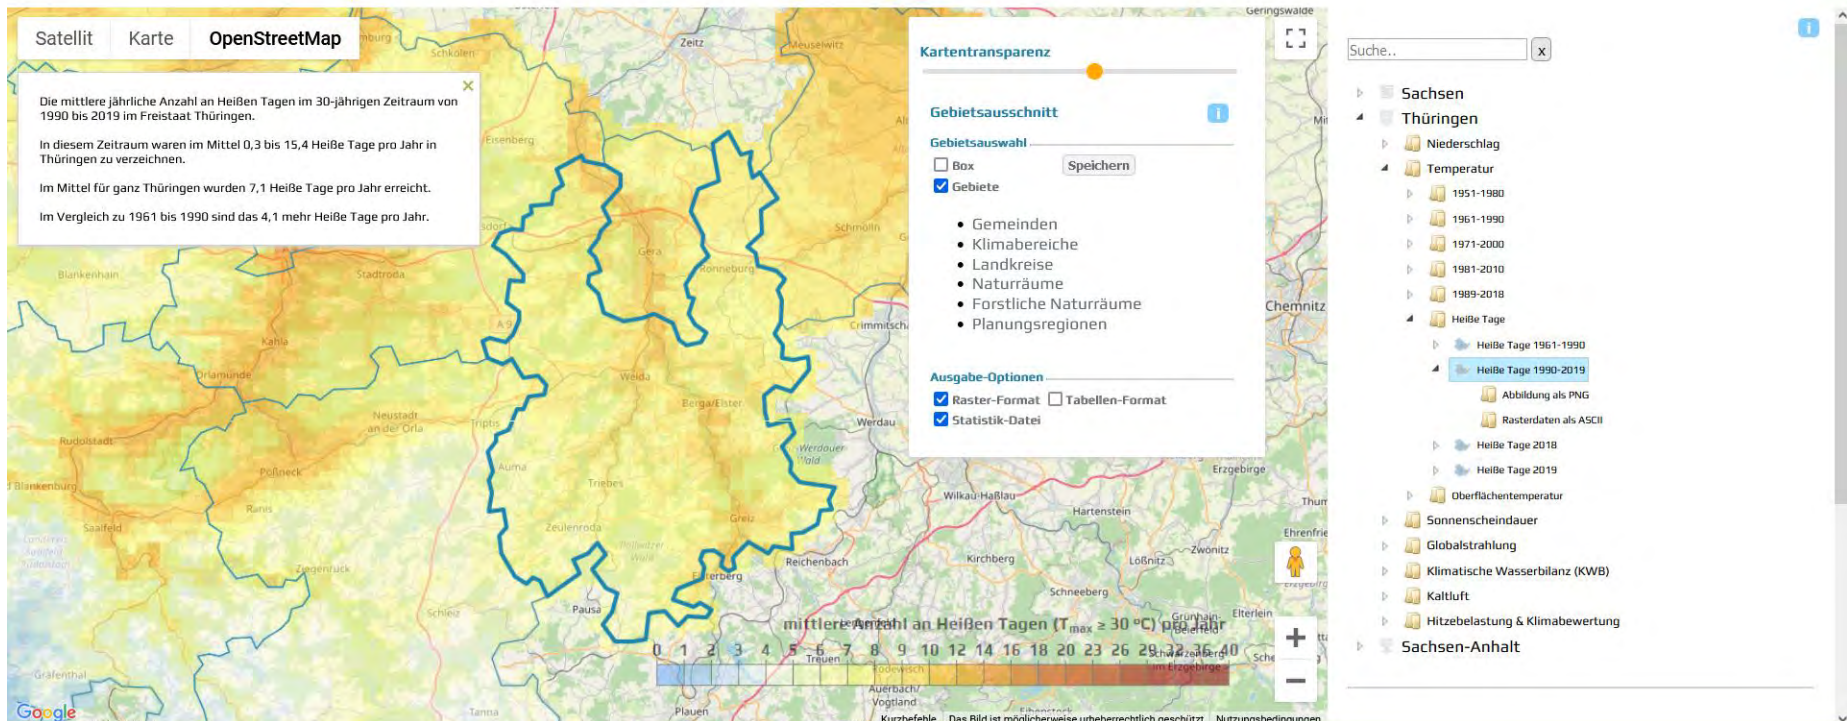 Satellit Karte OpenStreetMap
Die mittlere jährliche Anzahl an Heißen Tagen im 30-jährigen Zeitraum von
1990 bis 2019 im Freistaat Thüringen.
In diesem Zeitraum waren im Mittel 0,3 bis 15,4 Heiße Tage pro Jahr in
Thüringen zu verzeichnen.
Im Mittel für ganz Thüringen wurden 7,1 Heiße Tage pro Jahr erreicht.
Im Vergleich zu 1961 bis 1990 sind das 4,1 mehr Heiße Tage pro Jahr.
Geringswalde
Zeitz
Meuselwitz
Schkölen
Eisenberg
Schmölln
Gera
Ronneburg
Blankenhain
Stadtroda
A 9
Crimmitsch
Chemnitz
Kahla
Orlamünde
Weida
Neustadt
an der Orla
Triptis
Berga/Elster
Werdau
Rudolstadt
Werdauer
Wald
Pößneck
Auma
Erzgebirge
Blankenburg
Triebes
Wilkau-Haßlau
Hartenstein
Ranis
Greiz
Saalfeld
Zeulenroda
Pöllwitzer
Wald
Reichenbach
Kirchberg
Lößnitz
Zwönitz
Ziegenrück
Elsterberg
Schneeberg
Schleiz
Pausa
Elterlein
Treuen
Rodewisch
Gräfenthal
Auerbach/
Vogtland
Tanna
Plauen
Eibenstock
Kartentransparenz
Gebietsausschnitt
i
Gebietsauswahl
Box
Speichern
Gebiete
Gemeinden
Klimabereiche
Landkreise
Naturräume
Forstliche Naturräume
Planungsregionen
Ausgabe-Optionen
Raster-Format Tabellen-Format
Statistik-Datei
mittlere Anzahl an Heißen Tagen (Tmax ≥ 30 °C) pro Jahr
0 1 2 3 4 5 6 7 8 9 10 12 14 16 18 20 23 26 29 32 36 40
+
−
Google
Kurzbefehle Das Bild ist möglicherweise urheberrechtlich geschützt Nutzungsbedingungen
i
Suche.. x
Sachsen
Thüringen
Niederschlag
Temperatur
1951-1980
1961-1990
1971-2000
1981-2010
1989-2018
Heiße Tage
Heiße Tage 1961-1990
Heiße Tage 1990-2019
Abbildung als PNG
Rasterdaten als ASCII
Heiße Tage 2018
Heiße Tage 2019
Oberflächentemperatur
Sonnenscheindauer
Globalstrahlung
Klimatische Wasserbilanz (KWB)
Kaltluft
Hitzebelastung & Klimabewertung
Sachsen-Anhalt